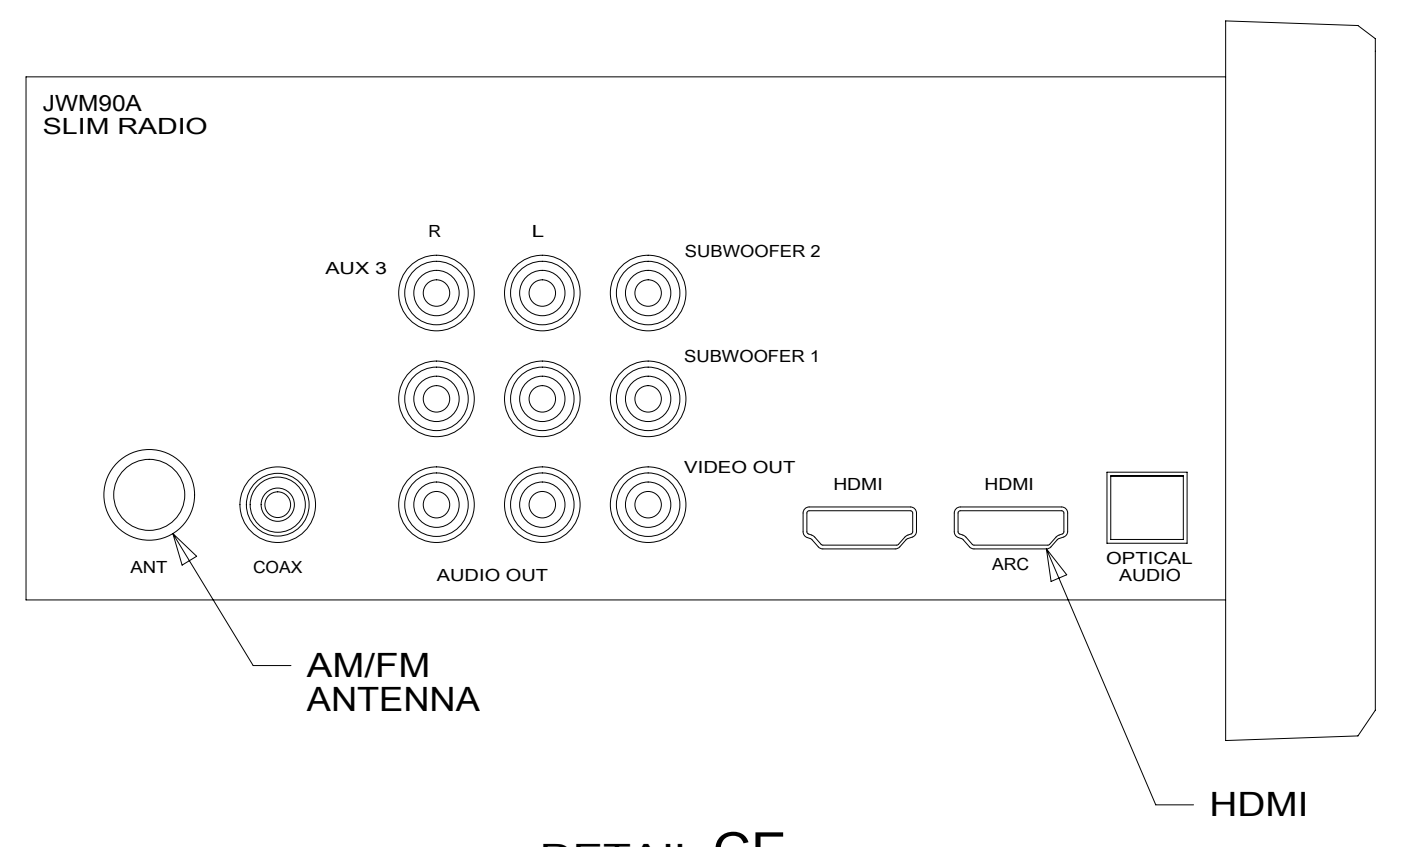 JWM90A
SLIM RADIO
R L
SUBWOOFER 2
AUX 3
SUBWOOFER 1
VIDEO OUT
HDMI HDMI
ANT COAX AUDIO OUT ARC OPTICAL
AUDIO
AM/FM
ANTENNA
HDMI
DETAIL